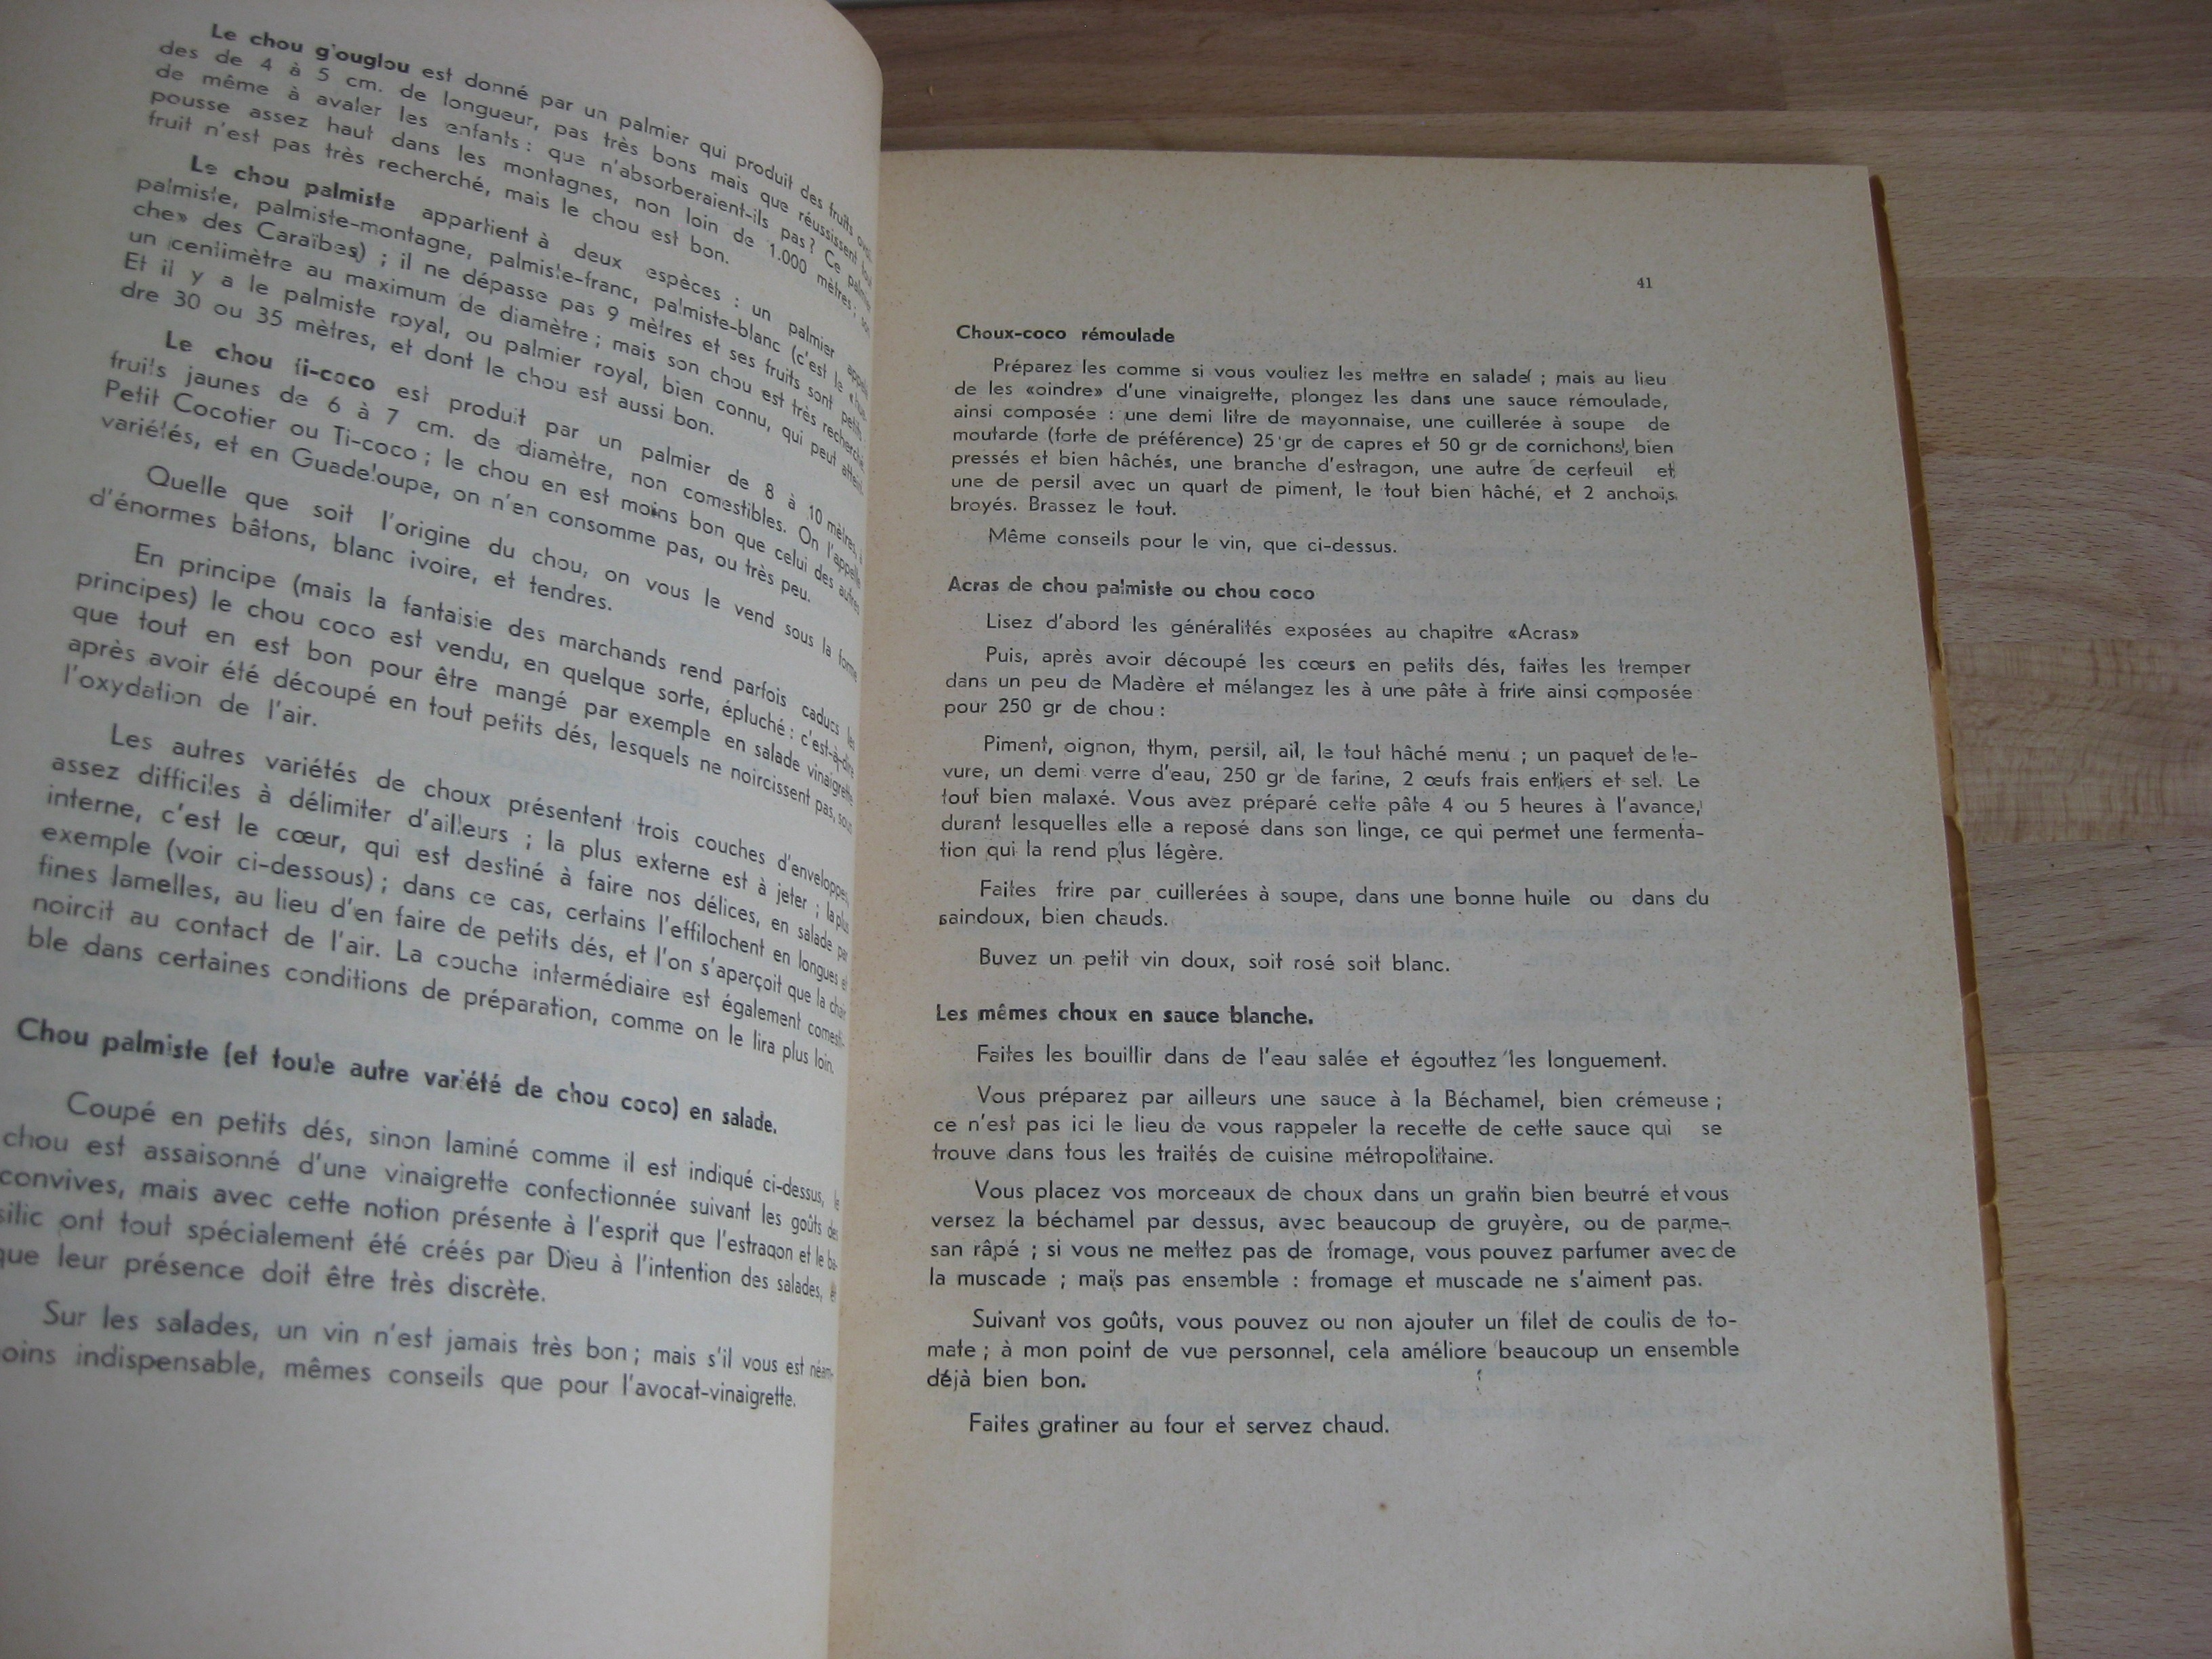 Le chou g'ouglou est donné par un palmier qui produit des fruits ovoï-
des de 4 à 5 cm. de longueur, pas très bons mais que réussissent tout
de même à avaler les enfants : que n'absorberaient-ils pas ? Ce palmier
pousse assez haut dans les montagnes, non loin de 1.000 mètres ; son
fruit n'est pas très recherché, mais le chou est bon.
Le chou palmiste appartient à deux espèces : un palmier appelé
palmiste, palmiste-montagne, palmiste-franc, palmiste-blanc (c'est le
che» des Caraïbes) ; il ne dépasse pas 9 mètres et ses fruits sont petits :
un centimètre au maximum de diamètre ; mais son chou est très recherché.
Et il y a le palmiste royal, ou palmier royal, bien connu, qui peut attein-
dre 30 ou 35 mètres, et dont le chou est aussi bon.
Le chou ti-coco est produit par un palmier de 8 à 10 mètres, à
fruits jaunes de 6 à 7 cm. de diamètre, non comestibles. On l'appelle
Petit Cocotier ou Ti-coco ; le chou en est moins bon que celui des autres
variétés, et en Guadeloupe, on n'en consomme pas, ou très peu.
Quelle que soit l'origine du chou, on vous le vend sous la forme
d'énormes bâtons, blanc ivoire, et tendres.
En principe (mais la fantaisie des marchands rend parfois caducs les
principes) le chou coco est vendu, en quelque sorte, épluché : c'est-à-dire
que tout en est bon pour être mangé par exemple en salade vinaigrette
après avoir été découpé en tout petits dés, lesquels ne noircissent pas, sous
l'oxydation de l'air.
Les autres variétés de choux présentent trois couches d'enveloppes,
assez difficiles à délimiter d'ailleurs ; la plus externe est à jeter ; la plus
interne, c'est le cœur, qui est destiné à faire nos délices, en salade par
exemple (voir ci-dessous) ; dans ce cas, certains l'effilochent en longues et
fines lamelles, au lieu d'en faire de petits dés, et l'on s'aperçoit que la chair
noircit au contact de l'air. La couche intermédiaire est également comesti-
ble dans certaines conditions de préparation, comme on le lira plus loin.
Chou palmiste (et toute autre variété de chou coco) en salade.
Coupé en petits dés, sinon laminé comme il est indiqué ci-dessus, le
chou est assaisonné d'une vinaigrette confectionnée suivant les goûts des
convives, mais avec cette notion présente à l'esprit que l'estragon et le ba-
silic ont tout spécialement été créés par Dieu à l'intention des salades, et
que leur présence doit être très discrète.
Sur les salades, un vin n'est jamais très bon ; mais s'il vous est néan-
oins indispensable, mêmes conseils que pour l'avocat-vinaigrette.
41
Choux-coco rémoulade
Préparez les comme si vous vouliez les mettre en salade ; mais au lieu
de les «oindre» d'une vinaigrette, plongez les dans une sauce rémoulade,
ainsi composée : une demi litre de mayonnaise, une cuillerée à soupe de
moutarde (forte de préférence) 25 gr de capres et 50 gr de cornichons, bien
pressés et bien hâchés, une branche d'estragon, une autre de cerfeuil et
une de persil avec un quart de piment, le tout bien hâché, et 2 anchois
broyés. Brassez le tout.
Même conseils pour le vin, que ci-dessus.
Acras de chou palmiste ou chou coco
Lisez d'abord les généralités exposées au chapitre «Acras»
Puis, après avoir découpé les cœurs en petits dés, faites les tremper
dans un peu de Madère et mélangez les à une pâte à frire ainsi composée
pour 250 gr de chou :
Piment, oignon, thym, persil, ail, le tout hâché menu ; un paquet de le-
vure, un demi verre d'eau, 250 gr de farine, 2 œufs frais entiers et sel. Le
tout bien malaxé. Vous avez préparé cette pâte 4 ou 5 heures à l'avance,
durant lesquelles elle a reposé dans son linge, ce qui permet une fermenta-
tion qui la rend plus légère.
Faites frire par cuillerées à soupe, dans une bonne huile ou dans du
saindoux, bien chauds.
Buvez un petit vin doux, soit rosé soit blanc.
Les mêmes choux en sauce blanche.
Faites les bouillir dans de l'eau salée et égouttez les longuement.
Vous préparez par ailleurs une sauce à la Béchamel, bien crémeuse ;
ce n'est pas ici le lieu de vous rappeler la recette de cette sauce qui se
trouve dans tous les traités de cuisine métropolitaine.
Vous placez vos morceaux de choux dans un gratin bien beurré et vous
versez la béchamel par dessus, avec beaucoup de gruyère, ou de parme-
san râpé ; si vous ne mettez pas de fromage, vous pouvez parfumer avec de
la muscade ; mais pas ensemble : fromage et muscade ne s'aiment pas.
Suivant vos goûts, vous pouvez ou non ajouter un filet de coulis de to-
mate ; à mon point de vue personnel, cela améliore beaucoup un ensemble
déjà bien bon.
Faites gratiner au four et servez chaud.